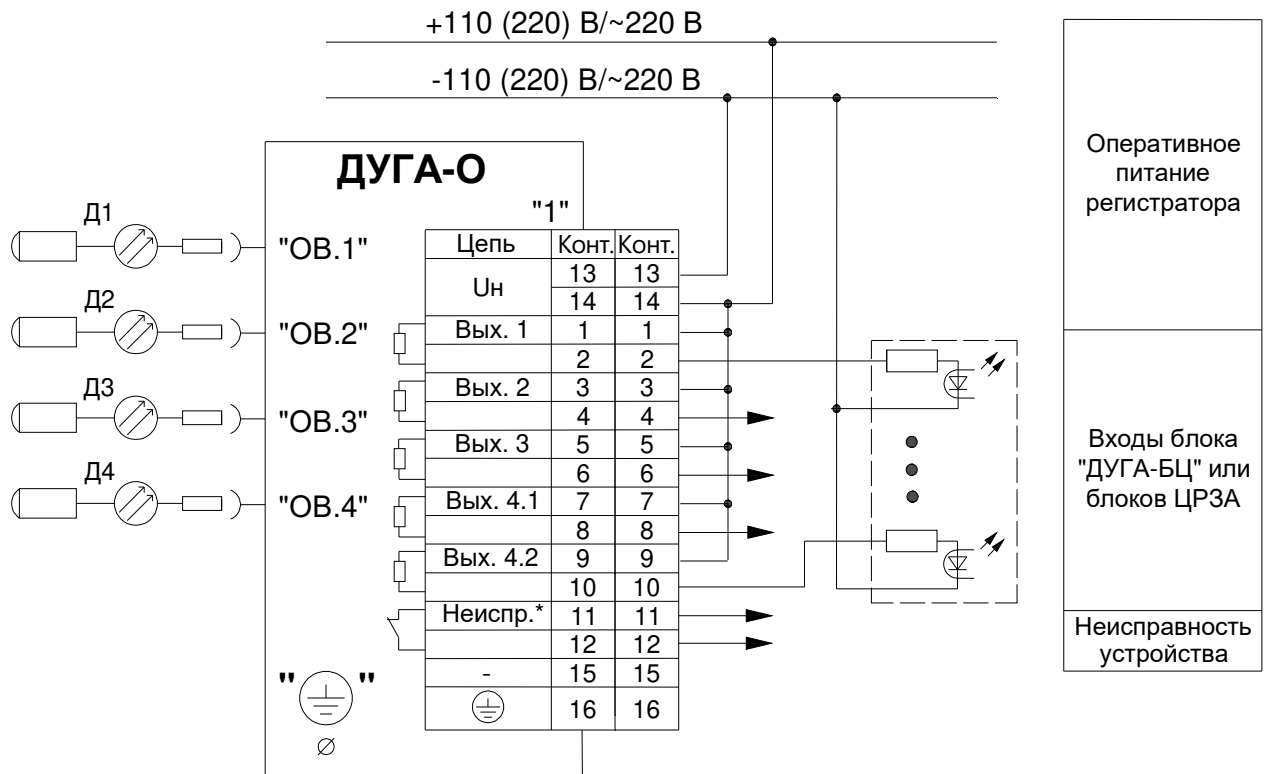 +110 (220) В/~220 В
-110 (220) В/~220 В
ДУГА-О
"1"
Д1
"ОВ.1"
Д2
"ОВ.2"
Д3
"ОВ.3"
Д4
"ОВ.4"
" "
Цепь Конт. Конт.
Uн 13 13
14 14
Вых. 1 1 1
2 2
Вых. 2 3 3
4 4
Вых. 3 5 5
6 6
Вых. 4.1 7 7
8 8
Вых. 4.2 9 9
10 10
Неиспр.* 11 11
12 12
- 15 15
16 16
Оперативное
питание
регистратора
Входы блока
"ДУГА-БЦ" или
блоков ЦРЗА
Неисправность
устройства